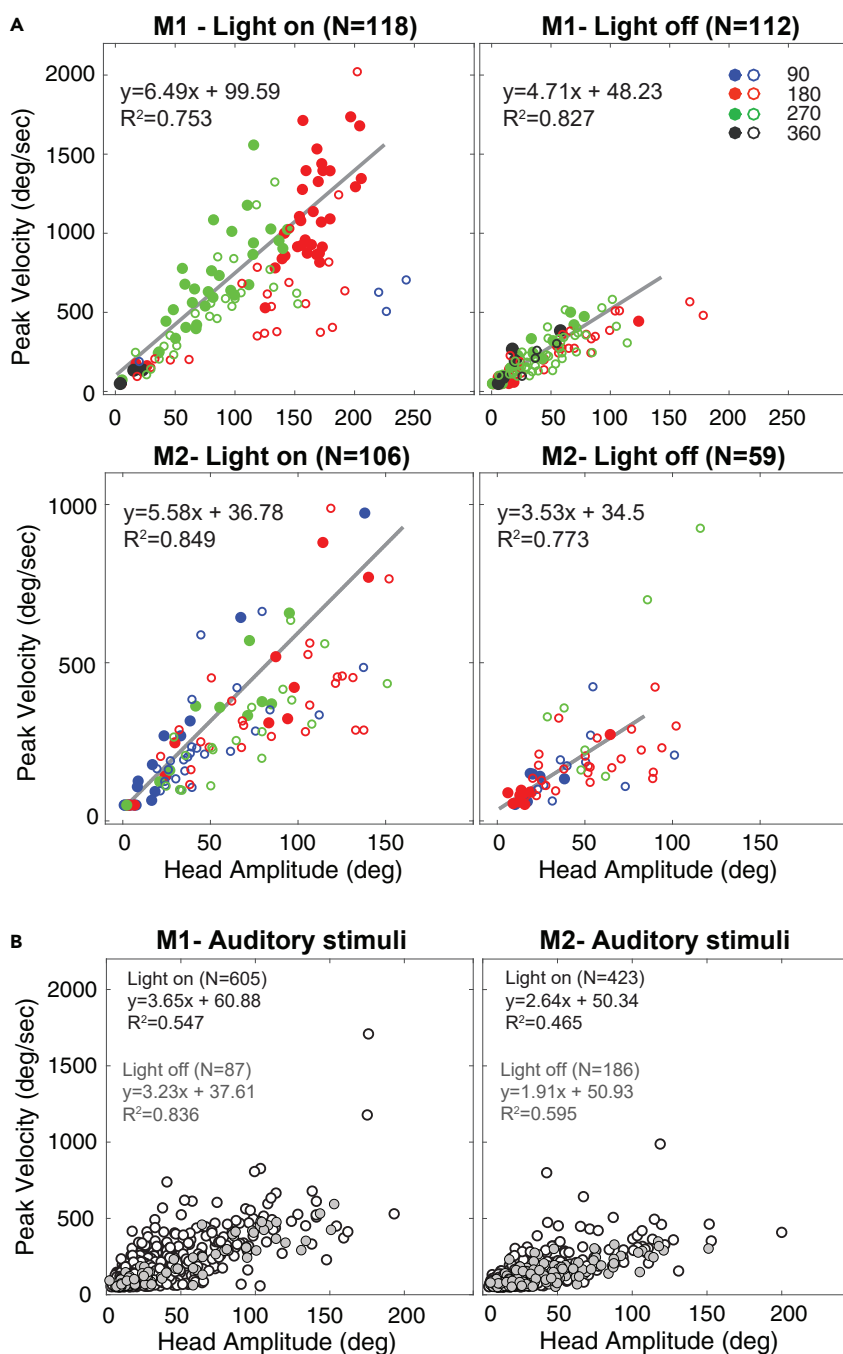 A
M1 - Light on (N=118)
M1- Light off (N=112)
2000
1500
1000
500
0
Peak Velocity (deg/sec)
y=6.49x + 99.59
R²=0.753
0 50 100 150 200 250
y=4.71x + 48.23
R²=0.827
90
180
270
360
0 50 100 150 200 250
M2- Light on (N=106)
M2- Light off (N=59)
1000
500
0
Peak Velocity (deg/sec)
y=5.58x + 36.78
R²=0.849
0 50 100 150
Head Amplitude (deg)
y=3.53x + 34.5
R²=0.773
0 50 100 150
Head Amplitude (deg)
B
M1- Auditory stimuli
M2- Auditory stimuli
2000
1500
1000
500
0
Peak Velocity (deg/sec)
Light on (N=605)
y=3.65x + 60.88
R²=0.547
Light off (N=87)
y=3.23x + 37.61
R²=0.836
0 50 100 150 200
Head Amplitude (deg)
Light on (N=423)
y=2.64x + 50.34
R²=0.465
Light off (N=186)
y=1.91x + 50.93
R²=0.595
0 50 100 150 200
Head Amplitude (deg)